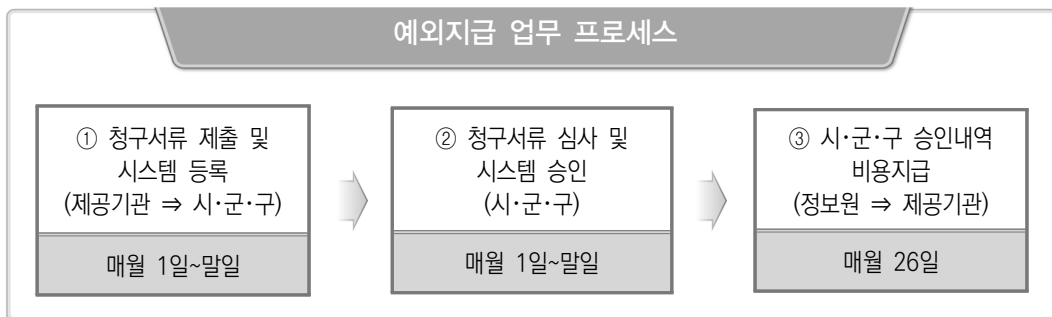 예외지급 업무 프로세스
① 청구서류 제출 및
시스템 등록
(제공기관 ⇒ 시·군·구)
매월 1일~말일
② 청구서류 심사 및
시스템 승인
(시·군·구)
매월 1일~말일
③ 시·군·구 승인내역
비용지급
(정보원 ⇒ 제공기관)
매월 26일